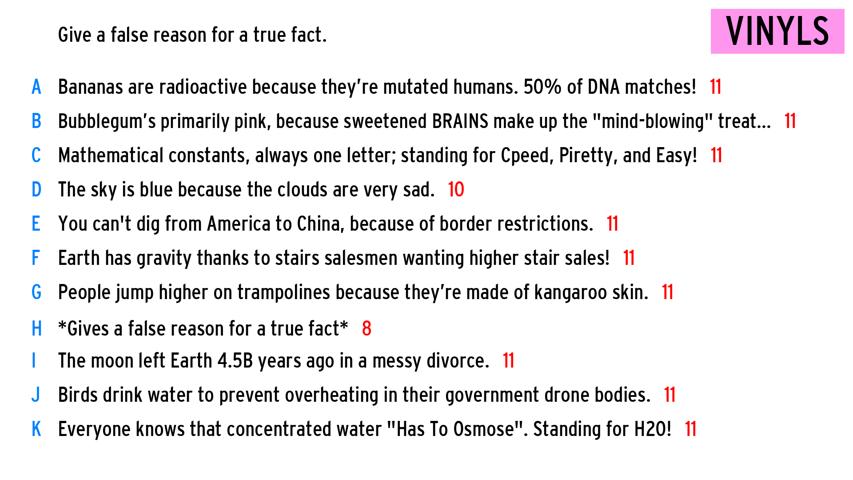 Give a false reason for a true fact.
VINYLS
A Bananas are radioactive because they're mutated humans. 50% of DNA matches! 11
B Bubblegum's primarily pink, because sweetened BRAINS make up the "mind-blowing" treat... 11
C Mathematical constants, always one letter; standing for Cpeed, Piretty, and Easy! 11
D The sky is blue because the clouds are very sad. 10
E You can't dig from America to China, because of border restrictions. 11
F Earth has gravity thanks to stairs salesmen wanting higher stair sales! 11
G People jump higher on trampolines because they're made of kangaroo skin. 11
H *Gives a false reason for a true fact* 8
I The moon left Earth 4.5B years ago in a messy divorce. 11
J Birds drink water to prevent overheating in their government drone bodies. 11
K Everyone knows that concentrated water "Has To Osmose". Standing for H20! 11